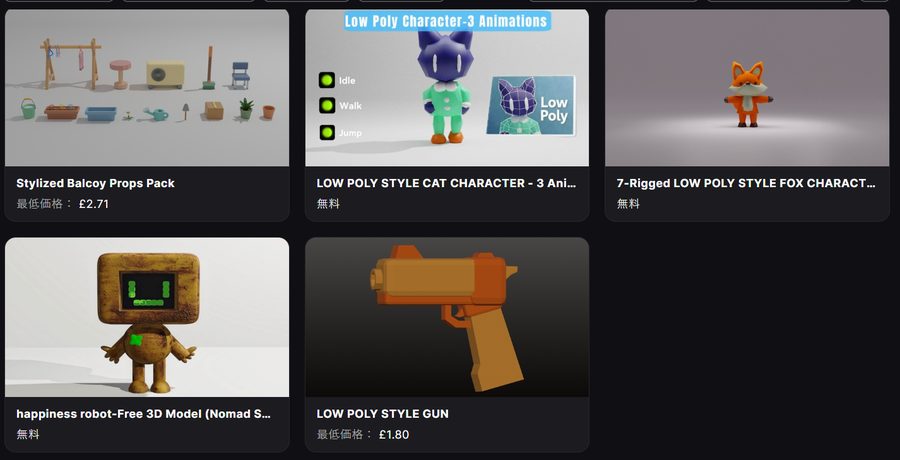 Low Poly Character-3 Animations
Idle
Walk
Jump
Low
Poly
Stylized Balcoy Props Pack
最低価格： £2.71
LOW POLY STYLE CAT CHARACTER - 3 Ani...
無料
7-Rigged LOW POLY STYLE FOX CHARACT...
無料
happiness robot-Free 3D Model (Nomad S...
無料
LOW POLY STYLE GUN
最低価格： £1.80